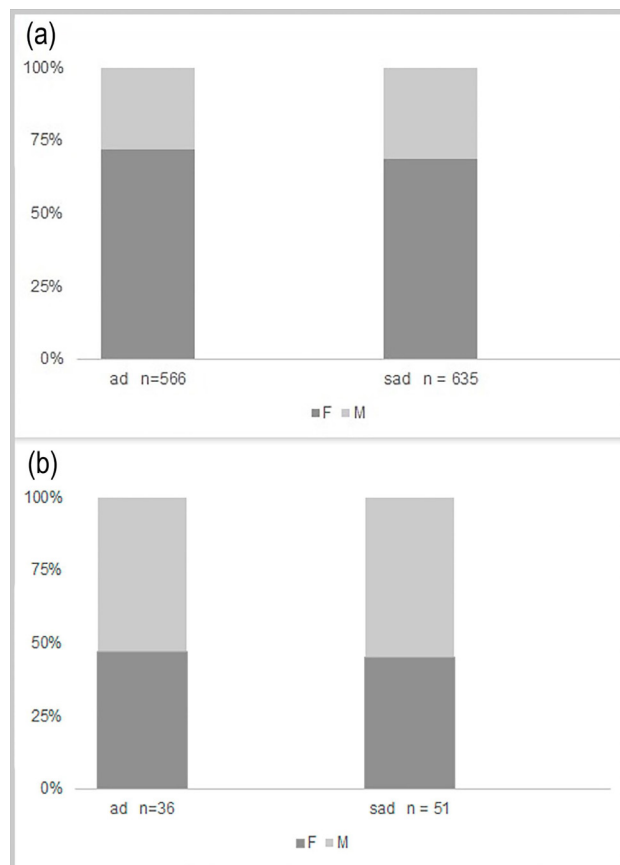 (a)
100%
75%
50%
25%
0%
ad n=566 sad n = 635
F M
(b)
100%
75%
50%
25%
0%
ad n=36 sad n = 51
F M